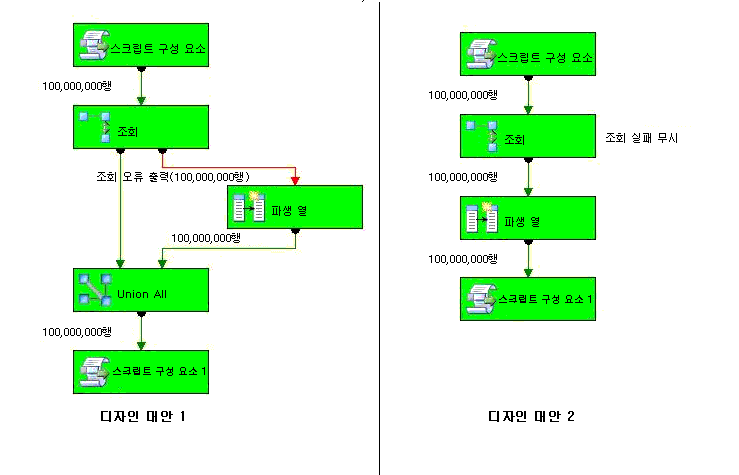 스크립트 구성 요소
100,000,000행
조회
조회 오류 출력(100,000,000행)
파생 열
100,000,000행
Union All
100,000,000행
스크립트 구성 요소 1
디자인 대안 1
스크립트 구성 요소
100,000,000행
조회
조회 실패 무시
100,000,000행
파생 열
100,000,000행
스크립트 구성 요소 1
디자인 대안 2